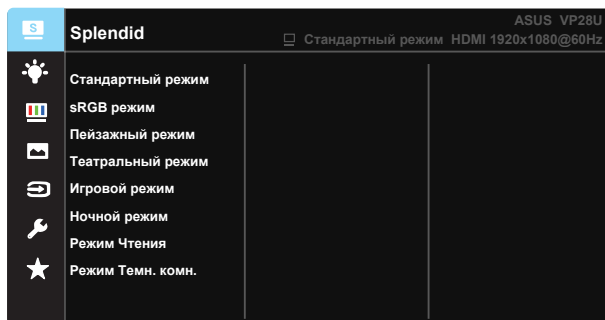 S
Splendid
ASUS VP28U
Стандартный режим HDMI 1920x1080@60Hz
Стандартный режим
sRGB режим
Пейзажный режим
Театральный режим
Игровой режим
Ночной режим
Режим Чтения
Режим Темн. комн.